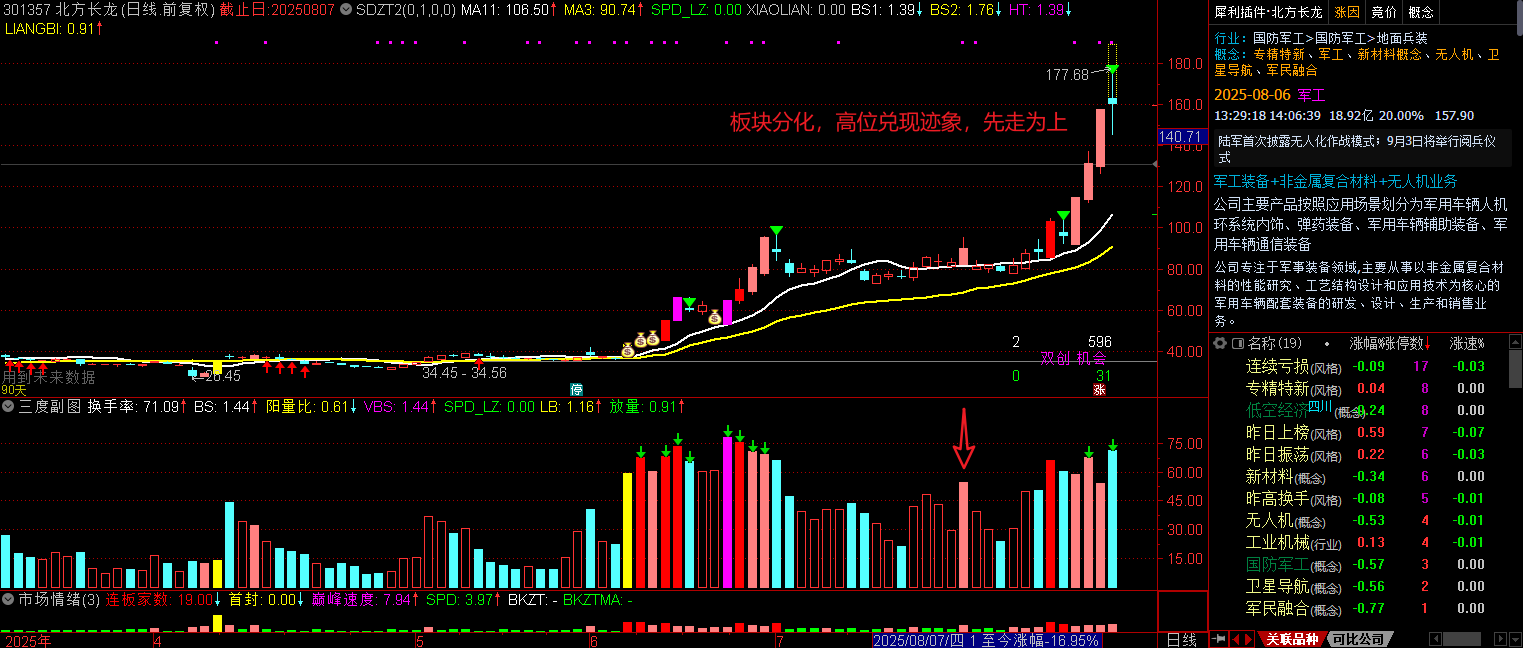 301357 北方长龙(日线 前复权) 截止日:20250807 SDZT2(0,1,0,0) MA11: 106.50↑ MA3: 90.74↑ SPD_LZ: 0.00 XIAOLIAN: 0.00 BS1: 1.39↓ BS2: 1.76↓ HT: 1.39↓
LIANGBI: 0.91↑
177.68
板块分化，高位兑现迹象，先走为上
180.0
160.0
140.71
140.0
120.0
100.0
80.00
60.00
40.00
2 596
双创 机会
0 31
用到未来数据
90天
28.45
34.45 - 34.56
停
涨
三度副图 换手率: 71.09↑ BS: 1.44↑ 阳量比: 0.61↓ VBS: 1.44↑ SPD_LZ: 0.00 LB: 1.16↑ 放量: 0.91↑
75.00
60.00
45.00
30.00
15.00
市场情绪(3) 连板家数: 19.00↓ 首封: 0.00↓ 巅峰速度: 7.94↑ SPD: 3.97↑ BKZT: - BKZTMA: -
2025年 4 5 6 7 2025/08/07/四 1 至今涨幅-16.95% 日线
犀利插件·北方长龙 涨因 竞价 概念
行业: 国防军工>国防军工>地面兵装
概念: 专精特新、军工、新材料概念、无人机、卫
星导航、军民融合
2025-08-06 军工
13:29:18 14:06:39 18.92亿 20.00% 157.90
陆军首次披露无人化作战模式；9月3日将举行阅兵仪
式
军工装备+非金属复合材料+无人机业务
公司主要产品按照应用场景划分为军用车辆人机
环系统内饰、弹药装备、军用车辆辅助装备、军
用车辆通信装备
公司专注于军事装备领域,主要从事以非金属复合材
料的性能研究、工艺结构设计和应用技术为核心的
军用车辆配套装备的研发、设计、生产和销售业
务。
名称(19) • 涨幅% 涨停数↓ 涨速%
连续亏损(风格) -0.09 17 -0.03
专精特新(风格) 0.04 8 0.00
低空经济 四川 (概念) 0.24 8 0.00
昨日上榜(风格) 0.59 7 -0.07
昨日振荡(风格) 0.22 6 -0.03
新材料(概念) -0.34 6 0.00
昨高换手(风格) -0.08 5 -0.01
无人机(概念) -0.53 4 -0.01
工业机械(行业) 0.13 4 -0.01
国防军工(概念) -0.57 3 0.00
卫星导航(概念) -0.56 2 0.00
军民融合(概念) -0.77 1 0.00
关联品种 可比公司